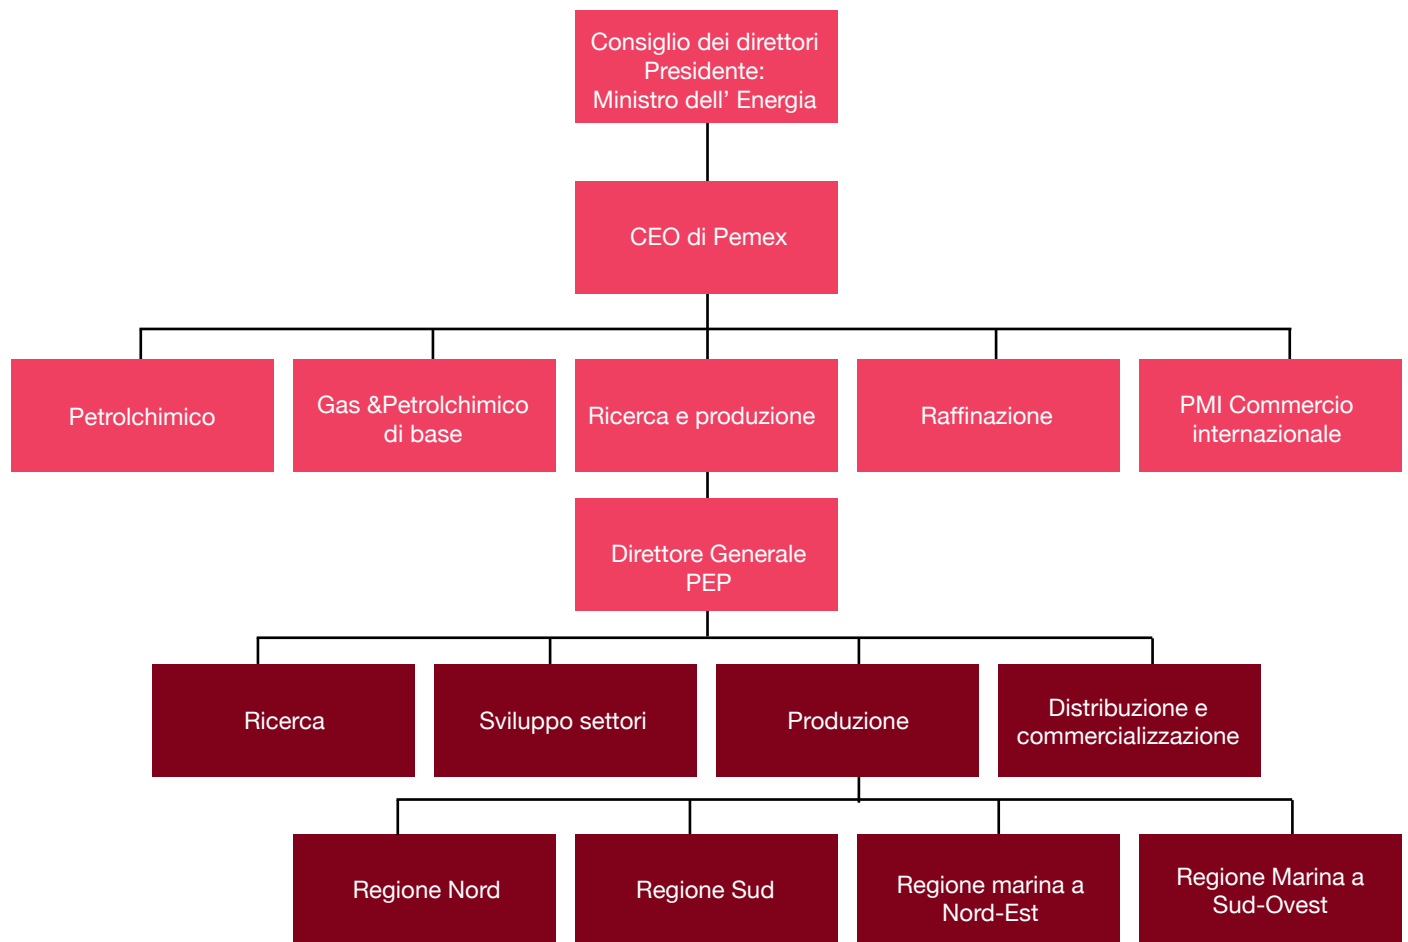 Consiglio dei direttori
Presidente:
Ministro dell’ Energia
CEO di Pemex
Petrolchimico
Gas &Petrolchimico
di base
Ricerca e produzione
Raffinazione
PMI Commercio
internazionale
Direttore Generale
PEP
Ricerca
Sviluppo settori
Produzione
Distribuzione e
commercializzazione
Regione Nord
Regione Sud
Regione marina a
Nord-Est
Regione Marina a
Sud-Ovest